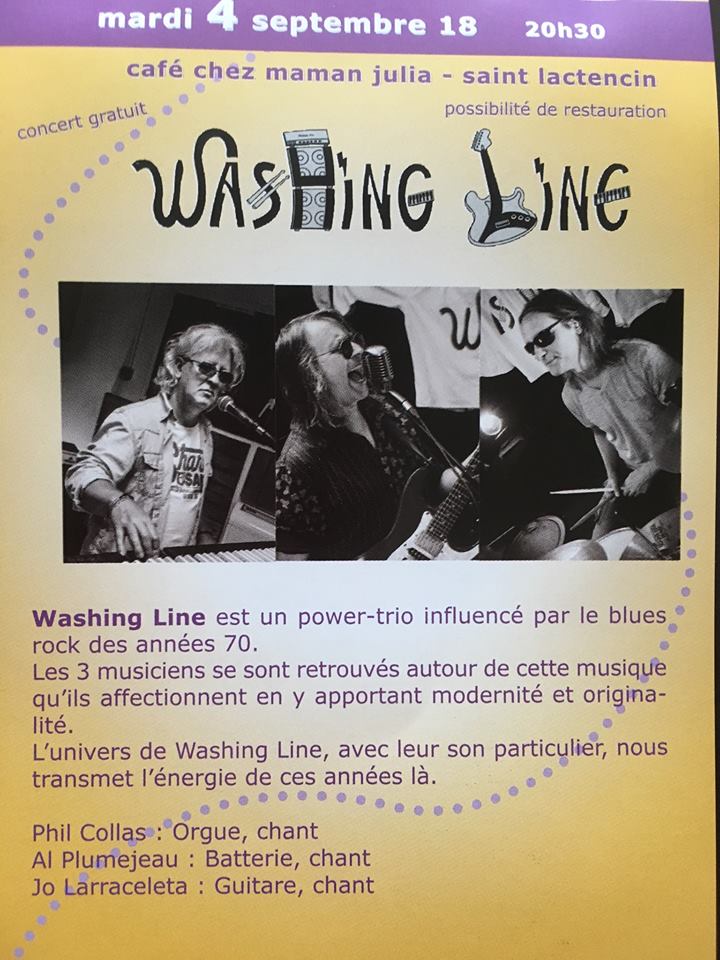 mardi 4 septembre 18 20h30
café chez maman julia - saint lactencin
concert gratuit
possibilité de restauration
WASHING LINE
WAS
Washing Line est un power-trio influencé par le blues
rock des années 70.
Les 3 musiciens se sont retrouvés autour de cette musique
qu'ils affectionnent en y apportant modernité et origina-
lité.
L'univers de Washing Line, avec leur son particulier, nous
transmet l'énergie de ces années là.
Phil Collas : Orgue, chant
Al Plumejeau : Batterie, chant
Jo Larraceleta : Guitare, chant